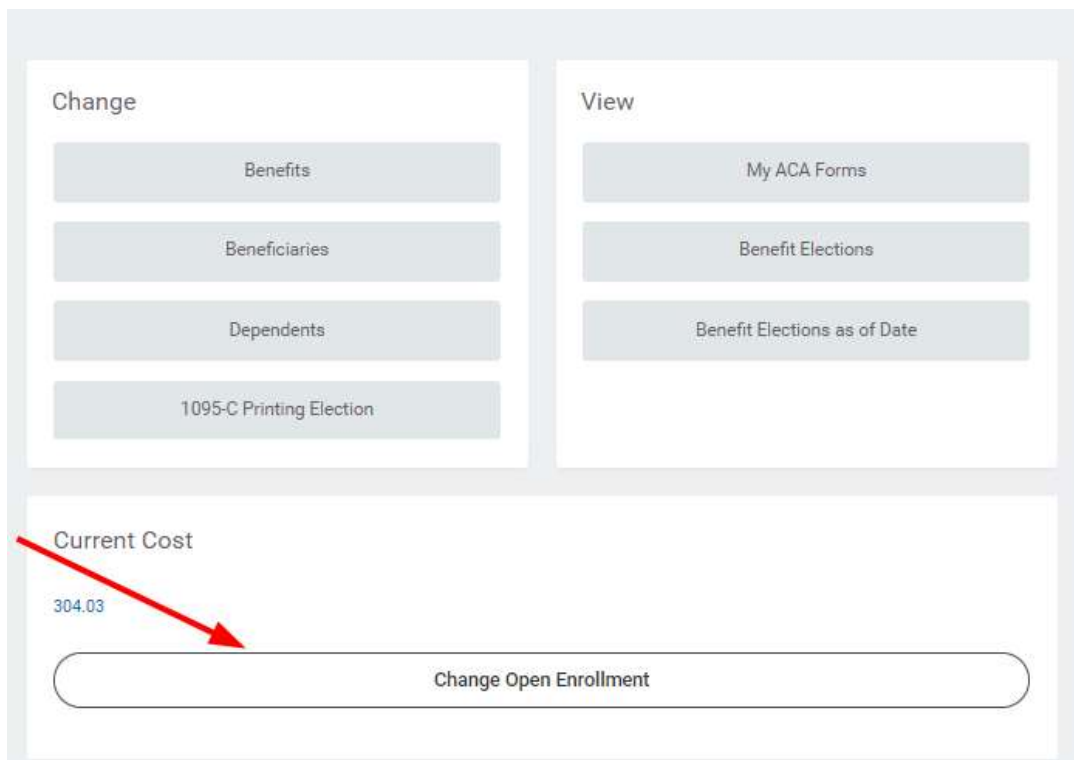 Change
Benefits
Beneficiaries
Dependents
1095-C Printing Election
View
My ACA Forms
Benefit Elections
Benefit Elections as of Date
Current Cost
304.03
Change Open Enrollment